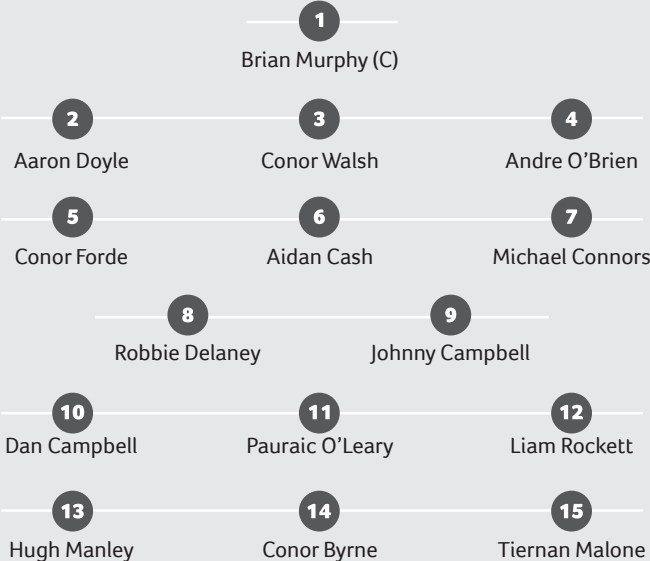 1
Brian Murphy (C)
2 3 4
Aaron Doyle Conor Walsh Andre O'Brien
5 6 7
Conor Forde Aidan Cash Michael Connors
8 9
Robbie Delaney Johnny Campbell
10 11 12
Dan Campbell Pauraic O'Leary Liam Rockett
13 14 15
Hugh Manley Conor Byrne Tiernan Malone